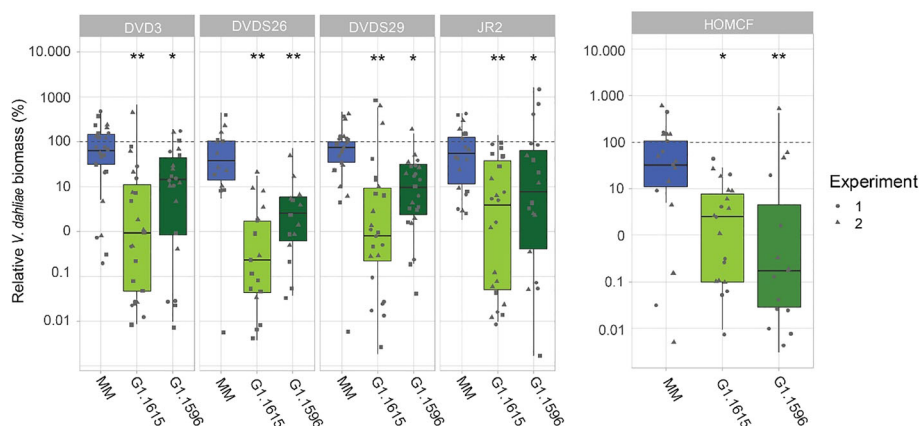 DVD3 DVDS26 DVDS29 JR2 HOMCF
** * ** ** ** * ** * * **
10.000 10.000
1000 1.000
100 100
10 10
0 0
0.1 0.1
0.01 0.01
Relative V. dahliae biomass (%)
MM G1.1615 G1.1596 MM G1.1615 G1.1596 MM G1.1615 G1.1596 MM G1.1615 G1.1596 MM G1.1615 G1.1596
Experiment
1
2